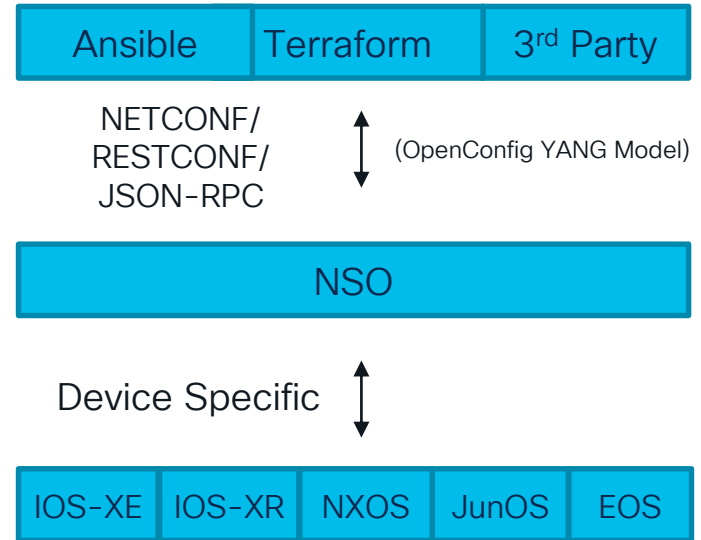 Ansible Terraform 3rd Party
NETCONF/
RESTCONF/
JSON-RPC
(OpenConfig YANG Model)
NSO
Device Specific
IOS-XE IOS-XR NXOS JunOS EOS